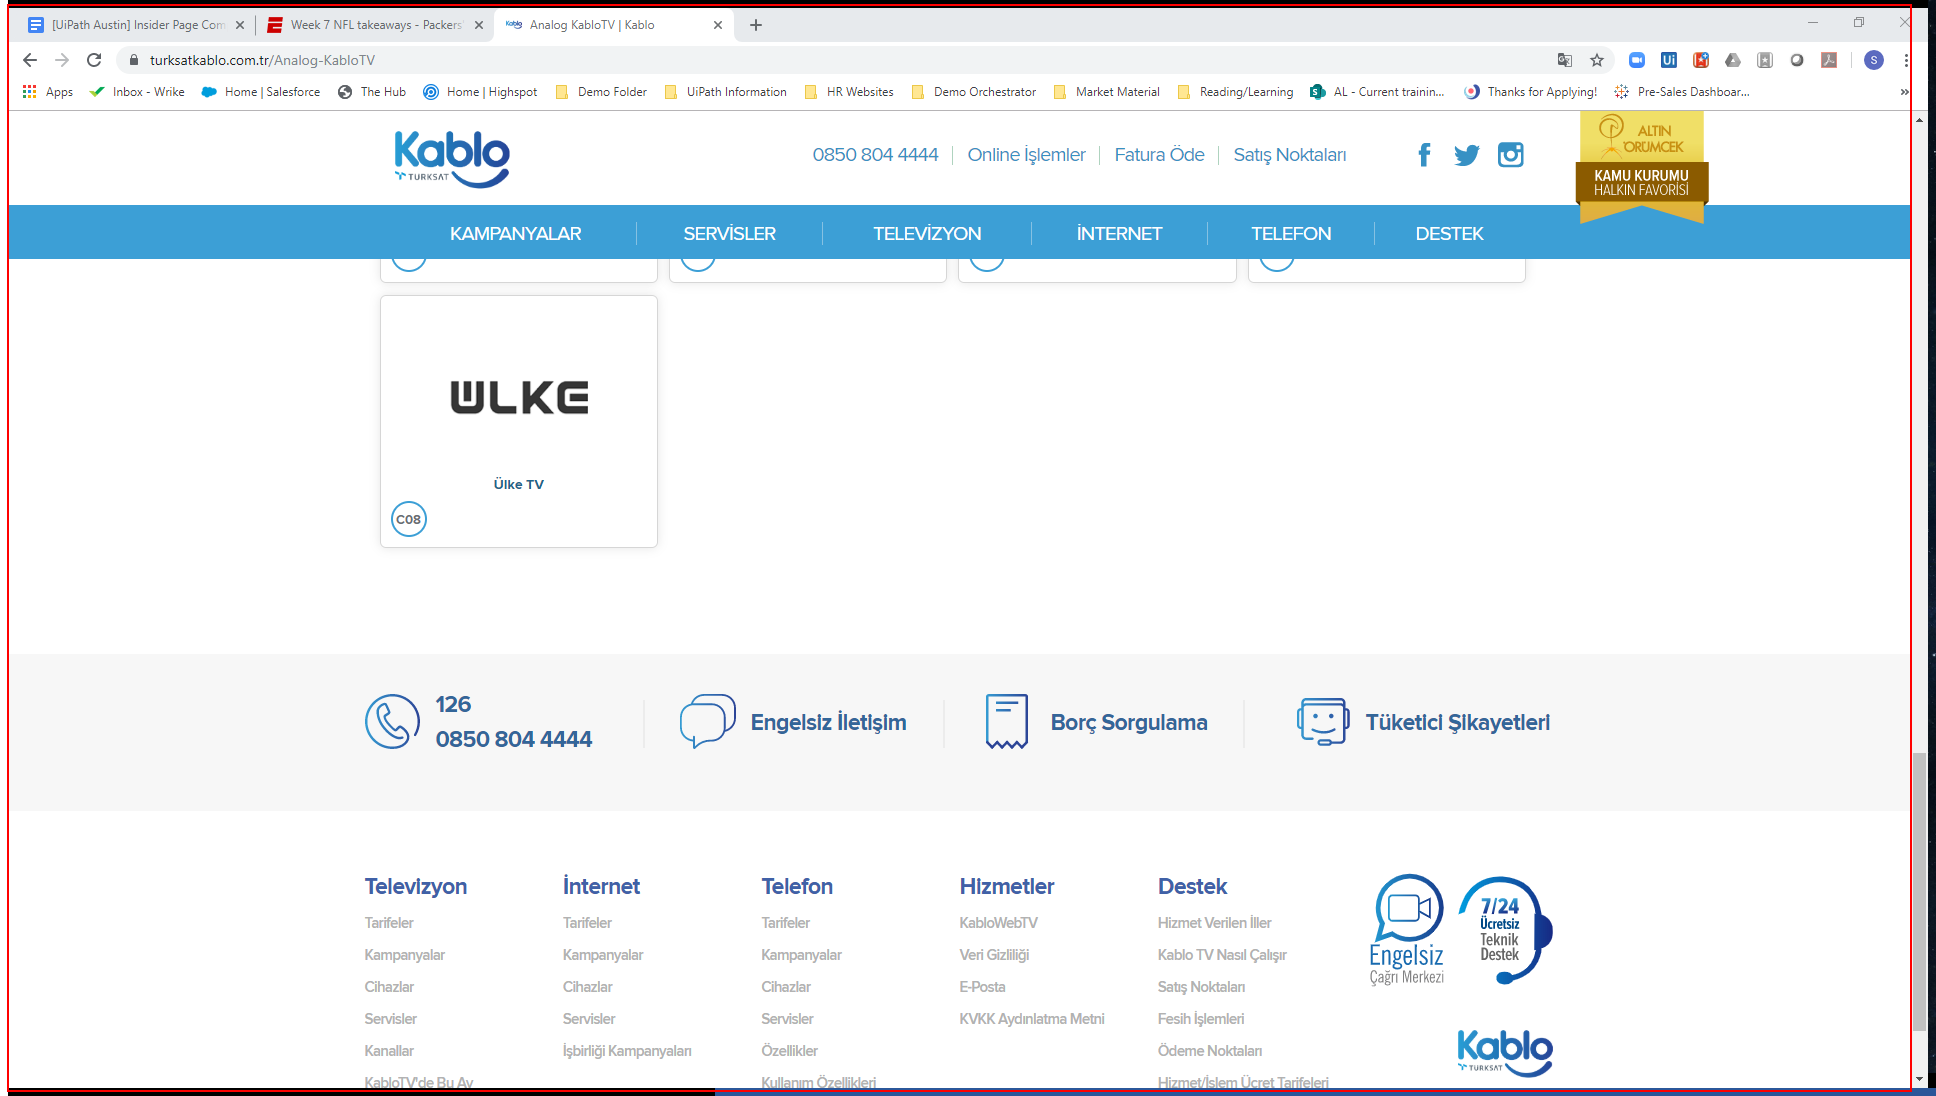 [UiPath Austin] Insider Page Com
Week 7 NFL takeaways - Packers'
Analog KabloTV | Kablo
turksatkablo.com.tr/Analog-KabloTV
Apps
Inbox - Wrike
Home | Salesforce
The Hub
Home | Highspot
Demo Folder
UiPath Information
HR Websites
Demo Orchestrator
Market Material
Reading/Learning
AL - Current trainin...
Thanks for Applying!
Pre-Sales Dashboar...
Kablo
TURKSAT
0850 804 4444
Online İşlemler
Fatura Öde
Satış Noktaları
ALTIN
ÖRÜMCEK
KAMU KURUMU
HALKIN FAVORİSİ
KAMPANYALAR
SERVİSLER
TELEVİZYON
İNTERNET
TELEFON
DESTEK
ULKE
Ülke TV
C08
126
0850 804 4444
Engelsiz İletişim
Borç Sorgulama
Tüketici Şikayetleri
Televizyon
Tarifeler
Kampanyalar
Cihazlar
Servisler
Kanallar
KabloTV'de Bu Ay
İnternet
Tarifeler
Kampanyalar
Cihazlar
Servisler
İşbirliği Kampanyaları
Telefon
Tarifeler
Kampanyalar
Cihazlar
Servisler
Özellikler
Kullanım Özellikleri
Hizmetler
KabloWebTV
Veri Gizliliği
E-Posta
KVKK Aydınlatma Metni
Destek
Hizmet Verilen İller
Kablo TV Nasıl Çalışır
Satış Noktaları
Fesih İşlemleri
Ödeme Noktaları
Hizmet/İşlem Ücret Tarifeleri
Engelsiz
Çağrı Merkezi
7/24
Ücretsiz
Teknik
Destek
Kablo
TURKSAT